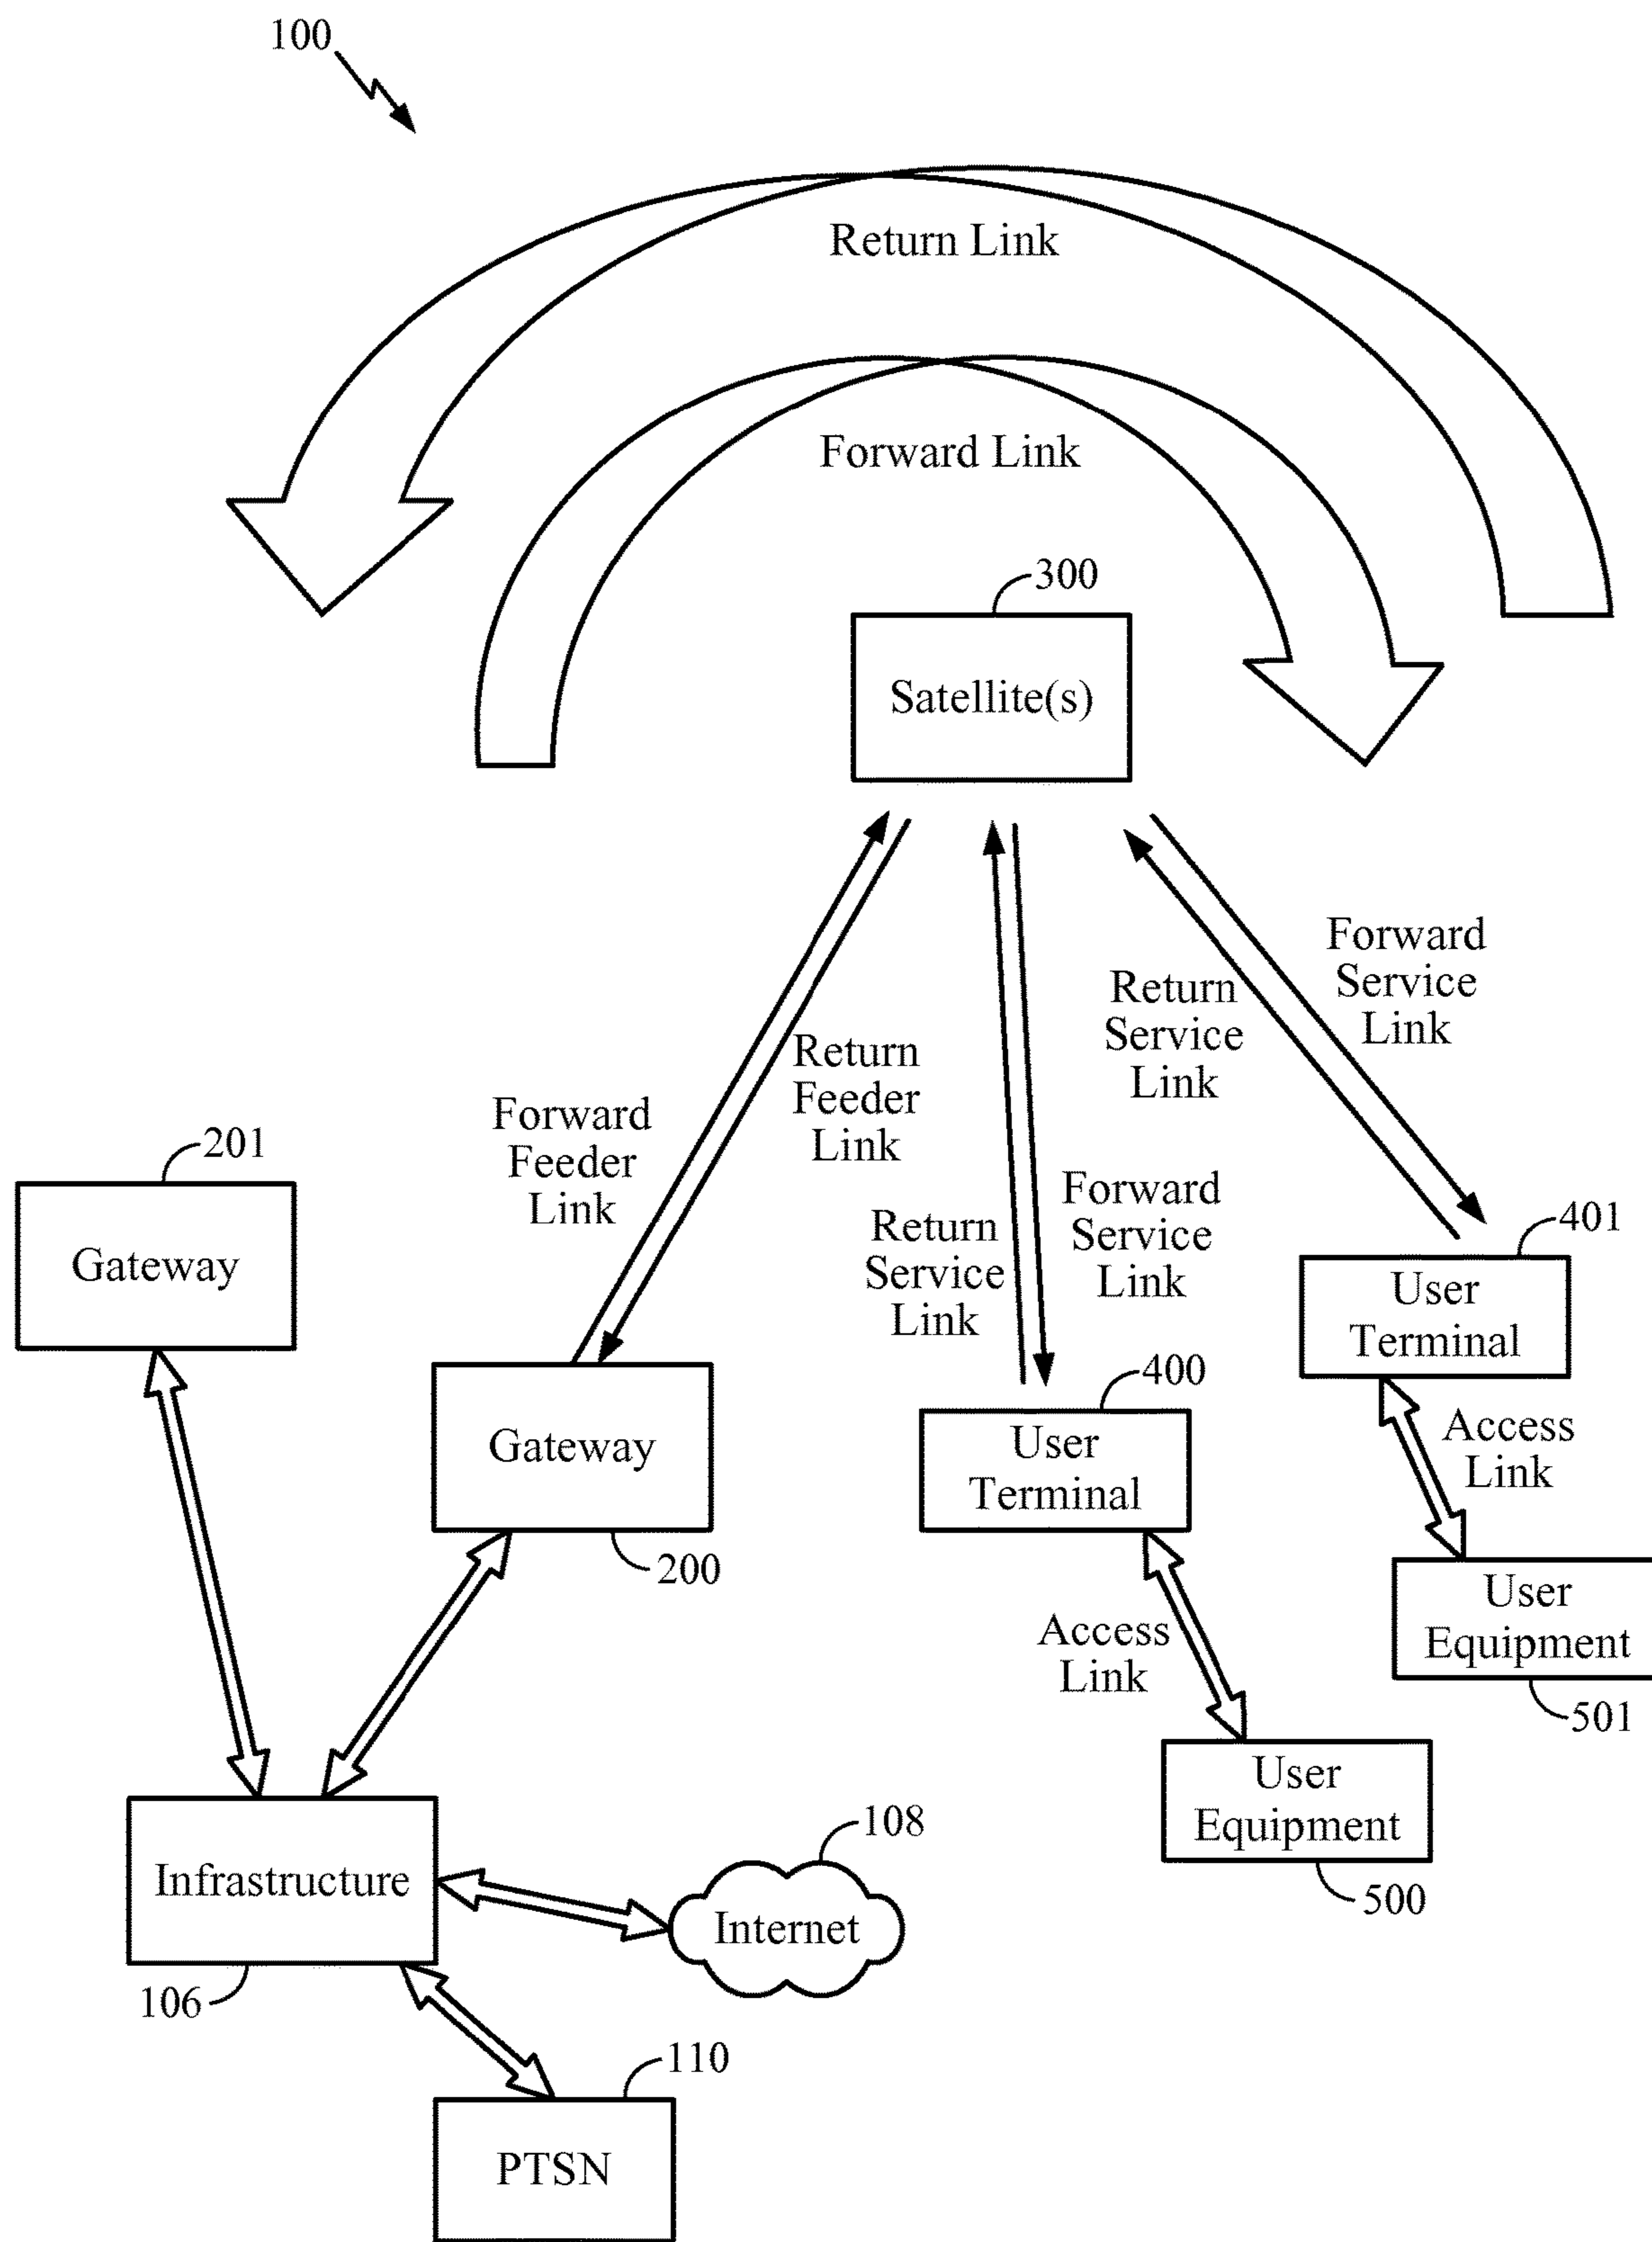 100
Return Link
Forward Link
300
Satellite(s)
Forward
Service
Link
Return
Service
Link
Return
Feeder
Link
Forward
Feeder
Link
201
Gateway
Forward
Service
Link
Return
Service
Link
401
User
Terminal
400
User
Terminal
Gateway
200
Access
Link
User
Equipment
501
Access
Link
User
Equipment
500
Infrastructure
106
108
Internet
110
PTSN